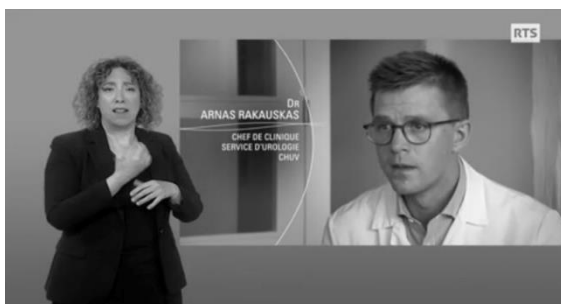 RTS
DR
ARNAS RAKAUSKAS
CHEF DE CLINIQUE
SERVICE D'UROLOGIE
CHUV